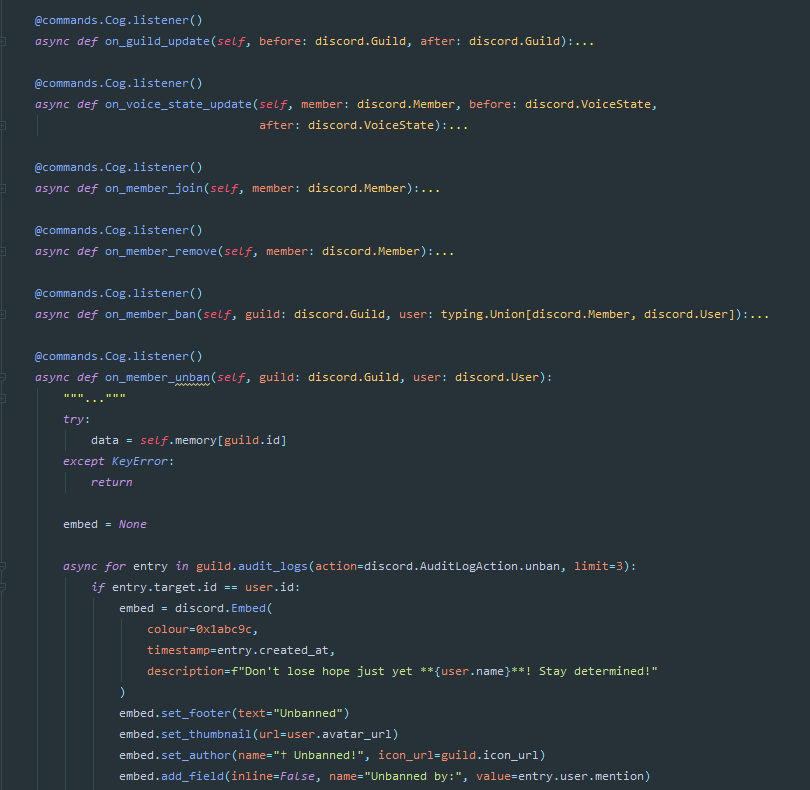 @commands.Cog.listener()
async def on_guild_update(self, before: discord.Guild, after: discord.Guild):...
@commands.Cog.listener()
async def on_voice_state_update(self, member: discord.Member, before: discord.VoiceState,
after: discord.VoiceState):...
@commands.Cog.listener()
async def on_member_join(self, member: discord.Member):...
@commands.Cog.listener()
async def on_member_remove(self, member: discord.Member):...
@commands.Cog.listener()
async def on_member_ban(self, guild: discord.Guild, user: typing.Union[discord.Member, discord.User]):...
@commands.Cog.listener()
async def on_member_unban(self, guild: discord.Guild, user: discord.User):
"""..."""
try:
data = self.memory[guild.id]
except KeyError:
return
embed = None
async for entry in guild.audit_logs(action=discord.AuditLogAction.unban, limit=3):
if entry.target.id == user.id:
embed = discord.Embed(
colour=0x1abc9c,
timestamp=entry.created_at,
description=f"Don't lose hope just yet **{user.name}**! Stay determined!"
)
embed.set_footer(text="Unbanned")
embed.set_thumbnail(url=user.avatar_url)
embed.set_author(name="† Unbanned!", icon_url=guild.icon_url)
embed.add_field(inline=False, name="Unbanned by:", value=entry.user.mention)